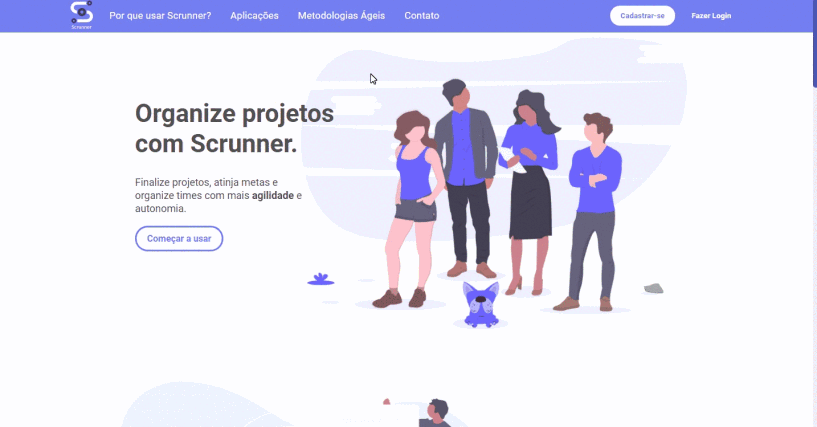 Scrunner
Por que usar Scrunner?
Aplicações
Metodologias Ágeis
Contato
Cadastrar-se
Fazer Login
Organize projetos
com Scrunner.
Finalize projetos, atinja metas e
organize times com mais agilidade e
autonomia.
Começar a usar